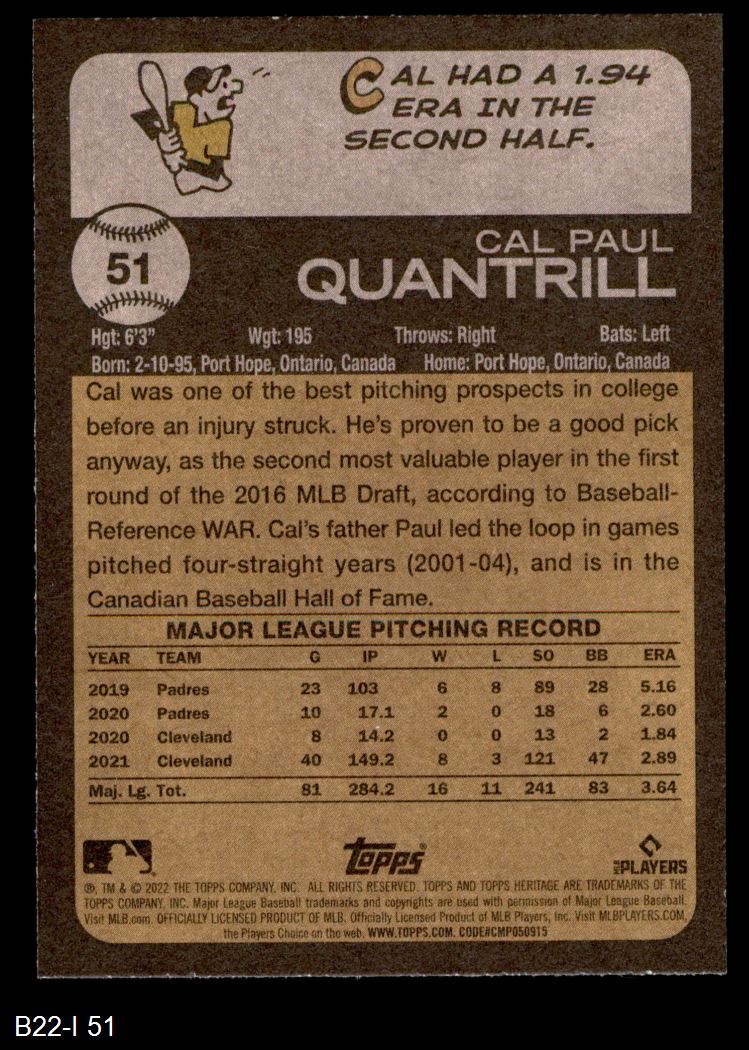 CAL HAD A 1.94
ERA IN THE
SECOND HALF.
51
CAL PAUL
QUANTRILL
Hgt: 6'3" Wgt: 195 Throws: Right Bats: Left
Born: 2-10-95, Port Hope, Ontario, Canada Home: Port Hope, Ontario, Canada
Cal was one of the best pitching prospects in college
before an injury struck. He's proven to be a good pick
anyway, as the second most valuable player in the first
round of the 2016 MLB Draft, according to Baseball-
Reference WAR. Cal's father Paul led the loop in games
pitched four-straight years (2001-04), and is in the
Canadian Baseball Hall of Fame.
MAJOR LEAGUE PITCHING RECORD
YEAR TEAM G IP W L SO BB ERA
2019 Padres 23 103 6 8 89 28 5.16
2020 Padres 10 17.1 2 0 18 6 2.60
2020 Cleveland 8 14.2 0 0 13 2 1.84
2021 Cleveland 40 149.2 8 3 121 47 2.89
Maj. Lg. Tot. 81 284.2 16 11 241 83 3.64
Topps
MLB PLAYERS
®, TM & © 2022 THE TOPPS COMPANY, INC. ALL RIGHTS RESERVED. TOPPS AND TOPPS HERITAGE ARE TRADEMARKS OF THE
TOPPS COMPANY, INC. Major League Baseball trademarks and copyrights are used with permission of Major League Baseball.
Visit MLB.com. OFFICIALLY LICENSED PRODUCT OF MLB. Officially Licensed Product of MLB Players, Inc. Visit MLBPLAYERS.COM,
the Players Choice on the web. WWW.TOPPS.COM. CODE#CMP050915
B22-I 51